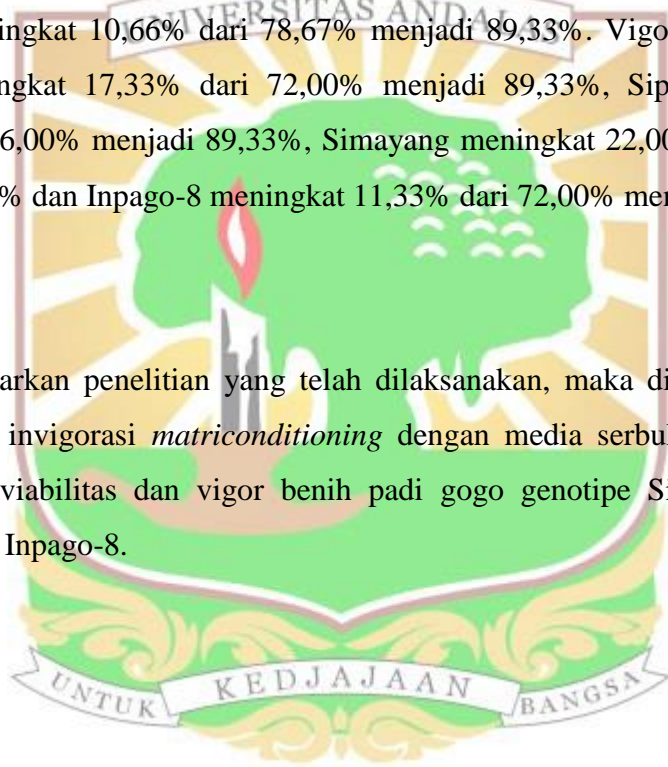 UNIVERSITAS ANDALAS
ingkat 10,66% dari 78,67% menjadi 89,33%. Vigo
ngkat 17,33% dari 72,00% menjadi 89,33%, Sip
6,00% menjadi 89,33%, Simayang meningkat 22,00
% dan Inpago-8 meningkat 11,33% dari 72,00% men
arkan penelitian yang telah dilaksanakan, maka di
invigorasi matriconditioning dengan media serbu
viabilitas dan vigor benih padi gogo genotipe Si
Inpago-8.
UNTUK KEDJAJAAN BANGSA